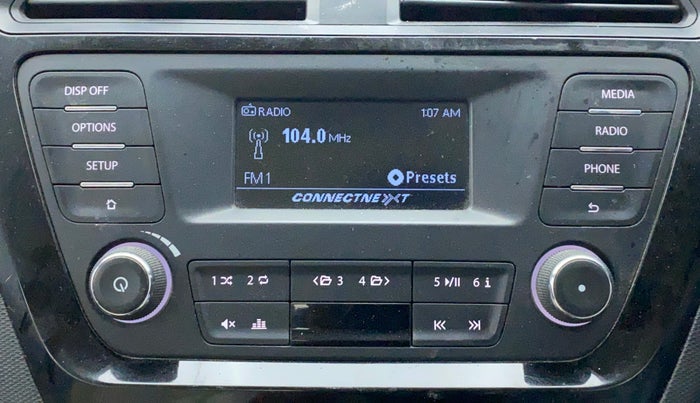 DISP OFF
OPTIONS
SETUP
RADIO 1:07 AM
104.0 MHz
FM1 Presets
CONNECTNEXT
MEDIA
RADIO
PHONE
1 2 3 4 5 6 i